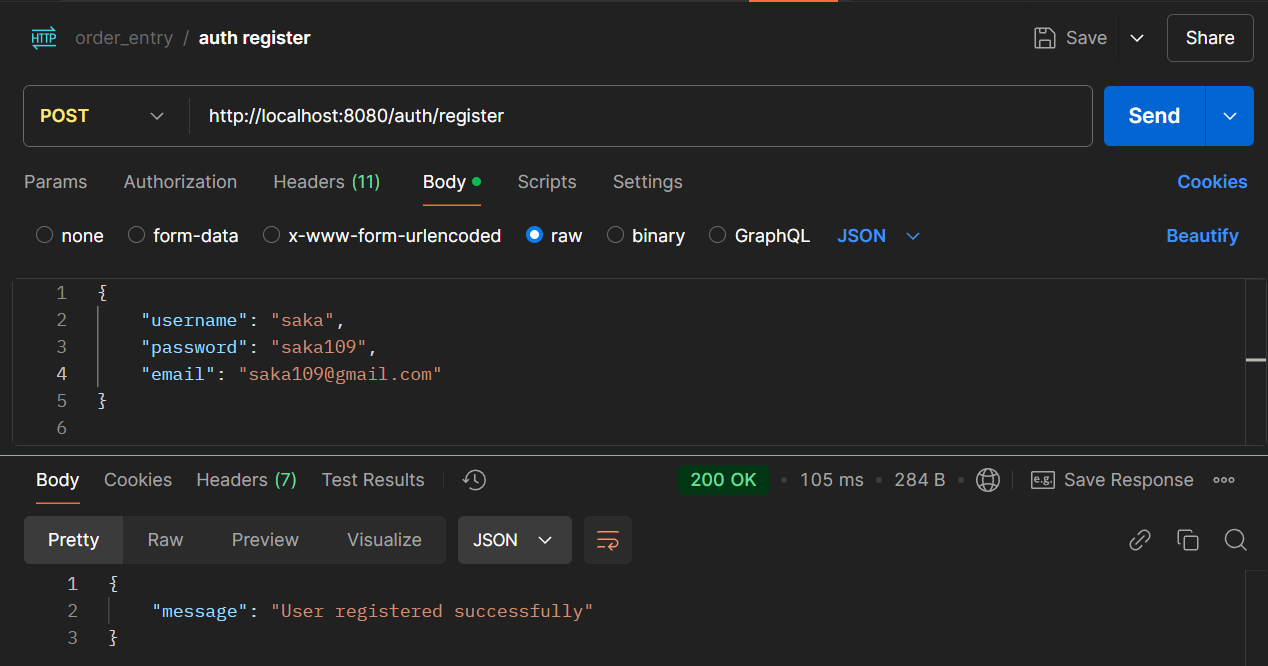 HTTP order_entry / auth register Save Share
POST http://localhost:8080/auth/register Send
Params Authorization Headers (11) Body Scripts Settings Cookies
none form-data x-www-form-urlencoded raw binary GraphQL JSON Beautify
1 {
2 "username": "saka",
3 "password": "saka109",
4 "email": "saka109@gmail.com"
5 }
6
Body Cookies Headers (7) Test Results 200 OK • 105 ms • 284 B • e.g. Save Response
Pretty Raw Preview Visualize JSON
1 {
2 "message": "User registered successfully"
3 }